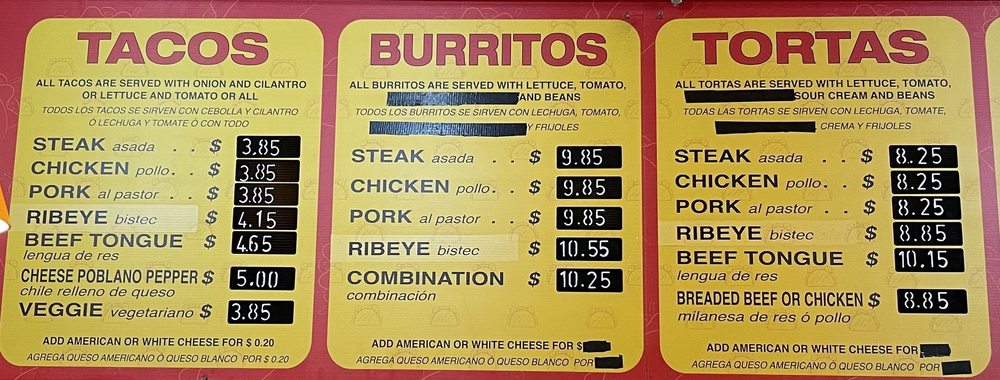 TACOS
ALL TACOS ARE SERVED WITH ONION AND CILANTRO
OR LETTUCE AND TOMATO OR ALL
TODOS LOS TACOS SE SIRVEN CON CEBOLLA Y CILANTRO
Ó LECHUGA Y TOMATE Ó CON TODO
STEAK asada . . $ 3.85
CHICKEN pollo. . $ 3.85
PORK al pastor . . $ 3.85
RIBEYE bistec $ 4.15
BEEF TONGUE $ 4.65
lengua de res
CHEESE POBLANO PEPPER $ 5.00
chile relleno de queso
VEGGIE vegetariano $ 3.85
ADD AMERICAN OR WHITE CHEESE FOR $ 0.20
AGREGA QUESO AMERICANO Ó QUESO BLANCO POR $ 0.20
BURRITOS
ALL BURRITOS ARE SERVED WITH LETTUCE, TOMATO,
AND BEANS
TODOS LOS BURRITOS SE SIRVEN CON LECHUGA, TOMATO,
Y FRIJOLES
STEAK asada . . $ 9.85
CHICKEN pollo. . $ 9.85
PORK al pastor . . $ 9.85
RIBEYE bistec $ 10.55
COMBINATION $ 10.25
combinación
ADD AMERICAN OR WHITE CHEESE FOR $
AGREGA QUESO AMERICANO Ó QUESO BLANCO POR
TORTAS
ALL TORTAS ARE SERVED WITH LETTUCE, TOMATO,
SOUR CREAM AND BEANS
TODAS LAS TORTAS SE SIRVEN CON LECHUGA, TOMATE,
CREMA Y FRIJOLES
STEAK asada . . $ 8.25
CHICKEN pollo. . $ 8.25
PORK al pastor . . $ 8.25
RIBEYE bistec $ 8.85
BEEF TONGUE $ 10.15
lengua de res
BREADED BEEF OR CHICKEN $ 8.85
milanesa de res ó pollo
ADD AMERICAN OR WHITE CHEESE FOR
AGREGA QUESO AMERICANO Ó QUESO BLANCO POR